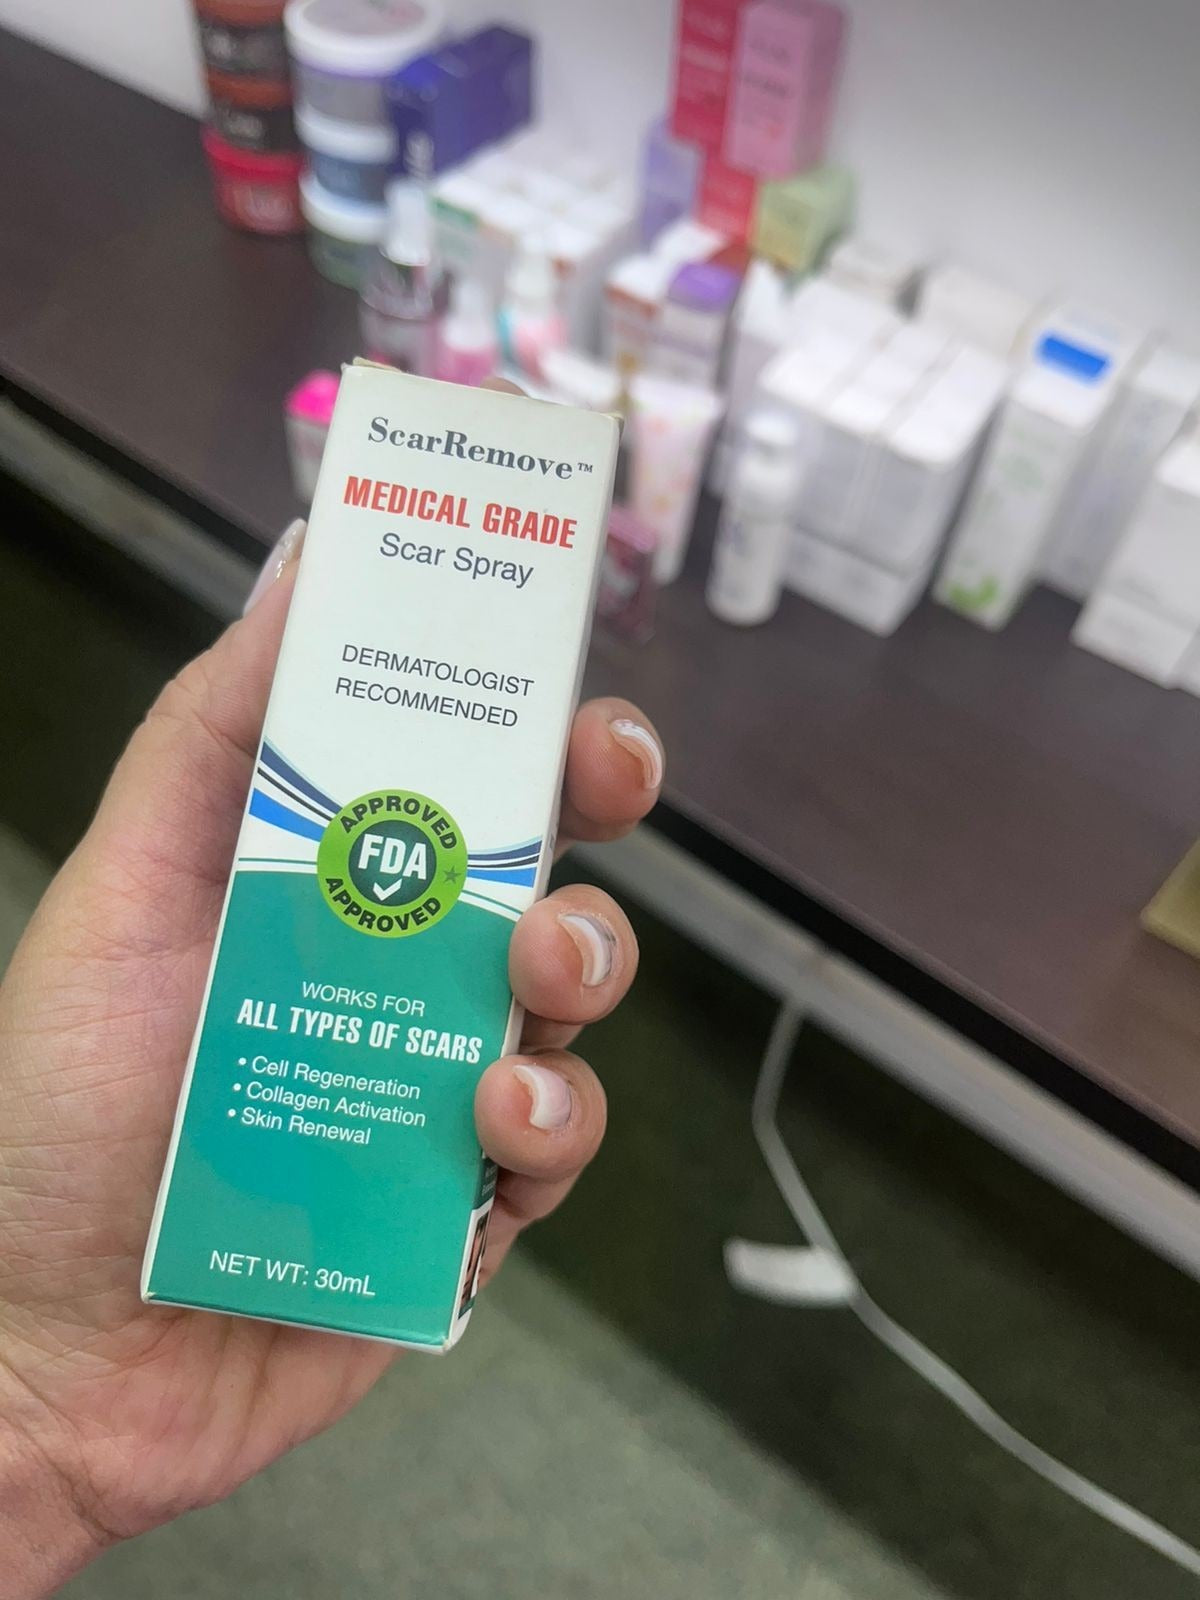 ScarRemove™
MEDICAL GRADE
Scar Spray
DERMATOLOGIST
RECOMMENDED
APPROVED
FDA
APPROVED
WORKS FOR
ALL TYPES OF SCARS
• Cell Regeneration
• Collagen Activation
• Skin Renewal
NET WT: 30mL